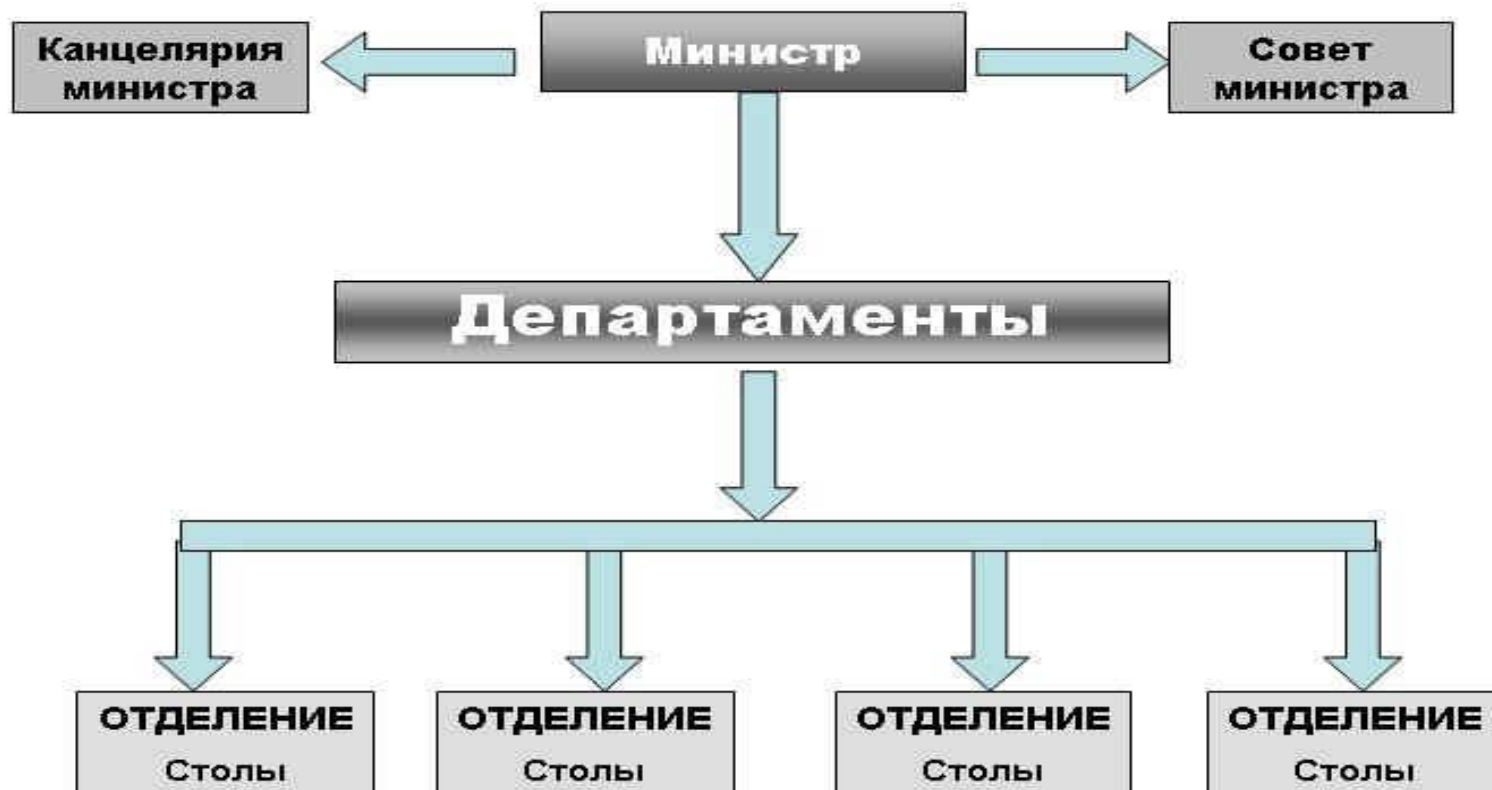 Канцелярия
министра
Министр
Совет
министра
Департаменты
ОТДЕЛЕНИЕ
Столы
ОТДЕЛЕНИЕ
Столы
ОТДЕЛЕНИЕ
Столы
ОТДЕЛЕНИЕ
Столы